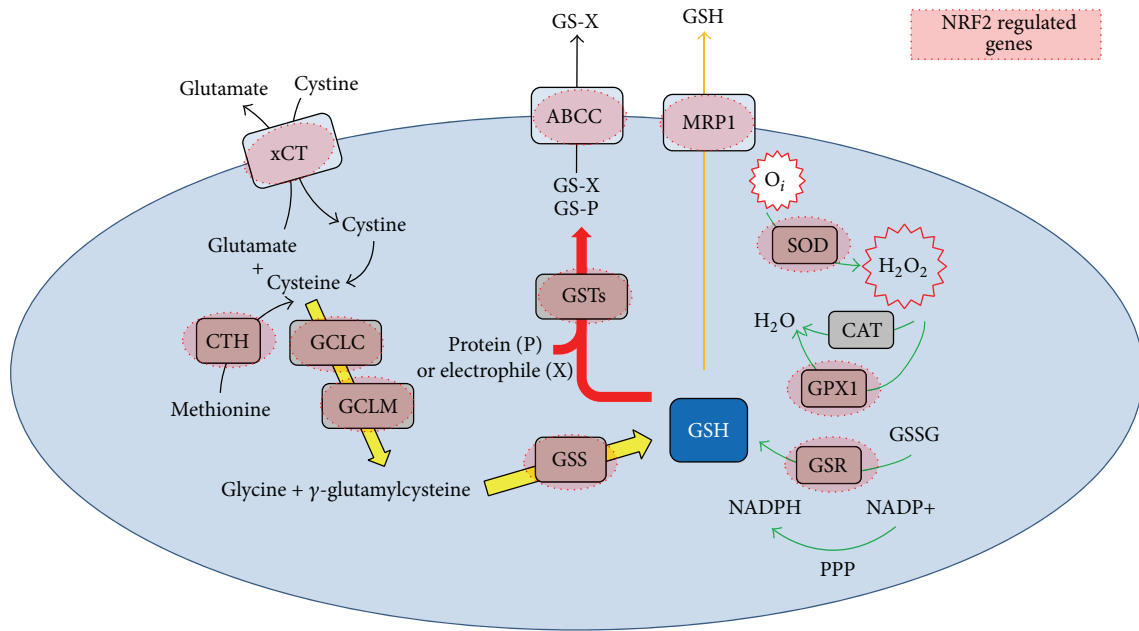 GS-X
GSH
NRF2 regulated
genes
Glutamate
Cystine
ABCC
MRP1
xCT
GS-X
GS-P
O𝑖
Cystine
SOD
Glutamate
+
Cysteine
H₂O₂
GSTs
H₂O
CAT
CTH
GCLC
Protein (P)
or electrophile (X)
GPX1
Methionine
GCLM
GSH
GSSG
GSS
GSR
Glycine + γ-glutamylcysteine
NADPH
NADP+
PPP